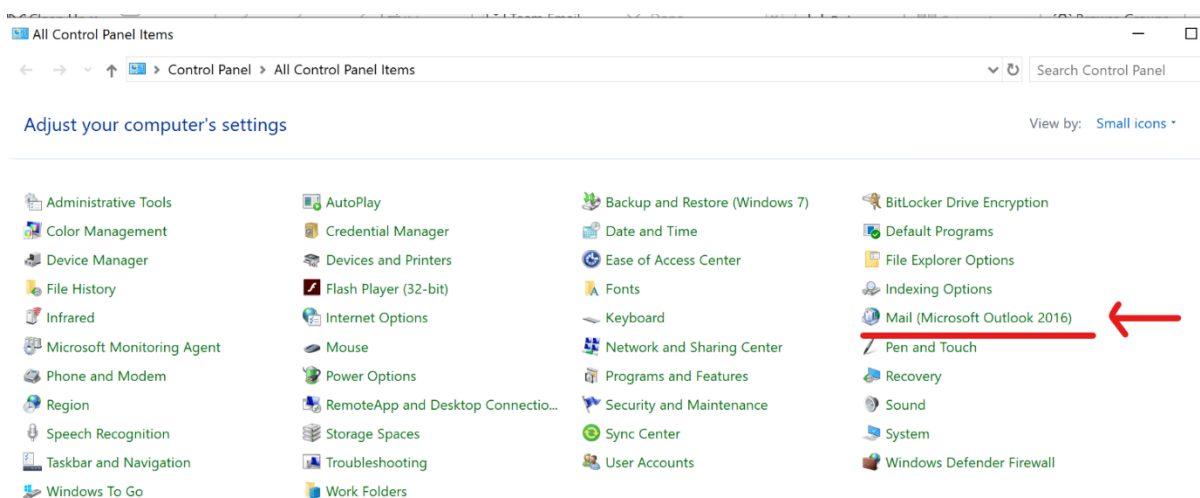 Team Email
All Control Panel Items
Control Panel > All Control Panel Items
Search Control Panel
Adjust your computer's settings
View by: Small icons
Administrative Tools AutoPlay Backup and Restore (Windows 7) BitLocker Drive Encryption
Color Management Credential Manager Date and Time Default Programs
Device Manager Devices and Printers Ease of Access Center File Explorer Options
File History Flash Player (32-bit) Fonts Indexing Options
Infrared Internet Options Keyboard Mail (Microsoft Outlook 2016)
Microsoft Monitoring Agent Mouse Network and Sharing Center Pen and Touch
Phone and Modem Power Options Programs and Features Recovery
Region RemoteApp and Desktop Connectio... Security and Maintenance Sound
Speech Recognition Storage Spaces Sync Center System
Taskbar and Navigation Troubleshooting User Accounts Windows Defender Firewall
Windows To Go Work Folders